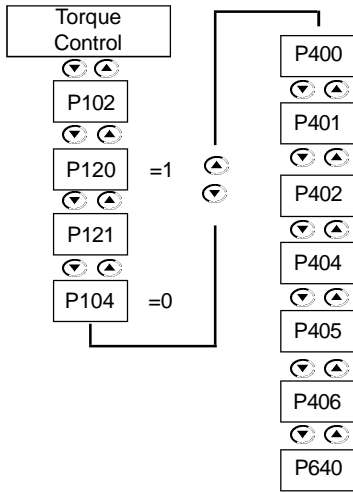 Torque
Control
P102
P120 =1
P121
P104 =0
P400
P401
P402
P404
P405
P406
P640